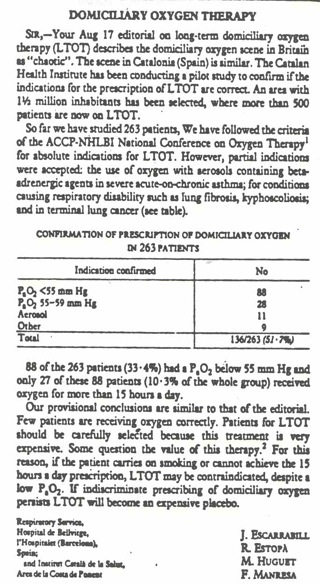 DOMICILIARY OXYGEN THERAPY
SIR,—Your Aug 17 editorial on long-term domiciliary oxygen
therapy (LTOT) describes the domiciliary oxygen scene in Britain
as "chaotic". The scene in Catalonia (Spain) is similar. The Catalan
Health Institute has been conducting a pilot study to confirm if the
indications for the prescription of LTOT are correct. An area with
1½ million inhabitants has been selected, where more than 500
patients are now on LTOT.
So far we have studied 263 patients, We have followed the criteria
of the ACCP-NHLBI National Conference on Oxygen Therapy¹
for absolute indications for LTOT. However, partial indications
were accepted: the use of oxygen with aerosols containing beta-
adrenergic agents in severe acute-on-chronic asthma; for conditions
causing respiratory disability such as lung fibrosis, kyphoscoliosis;
and in terminal lung cancer (see table).
CONFIRMATION OF PRESCRIPTION OF DOMICILIARY OXYGEN
IN 263 PATIENTS
Indication confirmed No
PₐO₂ <55 mm Hg 88
PₐO₂ 55–59 mm Hg 28
Aerosol 11
Other 9
Total 136/263 (51·7%)
88 of the 263 patients (33·4%) had a PₐO₂ below 55 mm Hg and
only 27 of these 88 patients (10·3% of the whole group) received
oxygen for more than 15 hours a day.
Our provisional conclusions are similar to that of the editorial.
Few patients are receiving oxygen correctly. Patients for LTOT
should be carefully selected because this treatment is very
expensive. Some question the value of this therapy.² For this
reason, if the patient carries on smoking or cannot achieve the 15
hours a day prescription, LTOT may be contraindicated, despite a
low PₐO₂. If indiscriminate prescribing of domiciliary oxygen
persists LTOT will become an expensive placebo.
Respiratory Service,
Hospital de Bellvitge,
l'Hospitalet (Barcelona),
Spain;
and Institut Català de la Salut,
Area de la Costa de Ponent
J. ESCARRABILL
R. ESTOPÀ
M. HUGUET
F. MANRESA